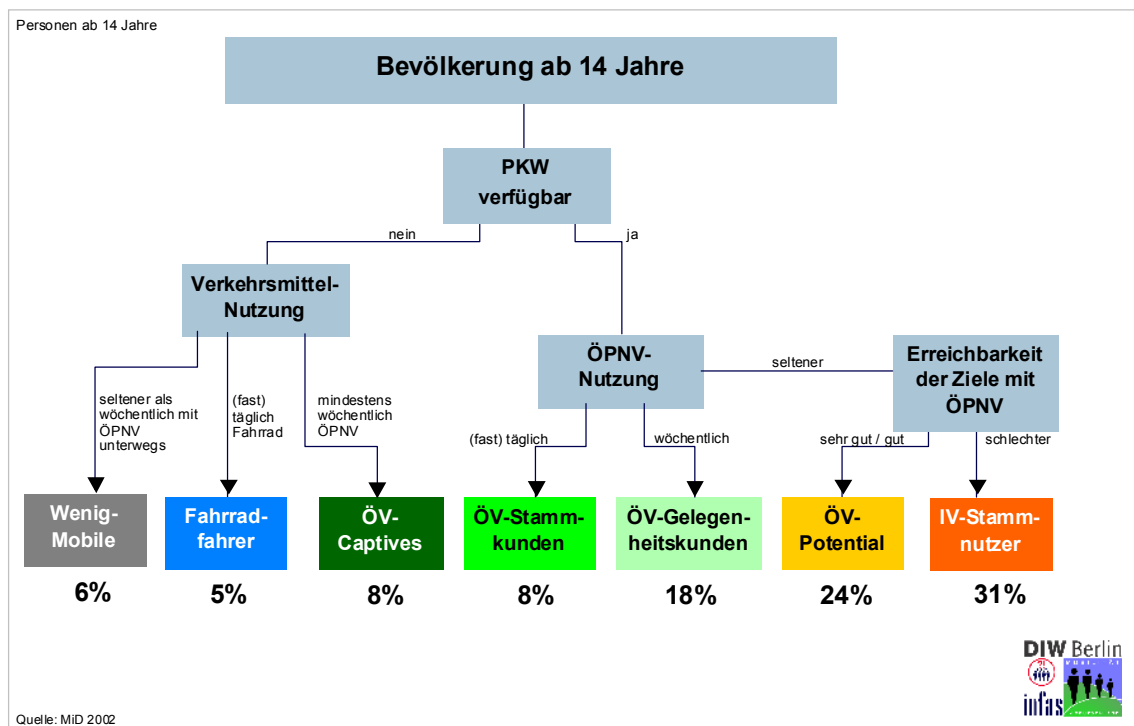 Personen ab 14 Jahre
Bevölkerung ab 14 Jahre
PKW
verfügbar
nein
ja
Verkehrsmittel-
Nutzung
ÖPNV-
Nutzung
seltener
Erreichbarkeit
der Ziele mit
ÖPNV
seltener als
wöchentlich mit
ÖPNV
unterwegs
(fast)
täglich
Fahrrad
mindestens
wöchentlich
ÖPNV
(fast) täglich
wöchentlich
sehr gut / gut
schlechter
Wenig-
Mobile
Fahrrad-
fahrer
ÖV-
Captives
ÖV-Stamm-
kunden
ÖV-Gelegen-
heitskunden
ÖV-
Potential
IV-Stamm-
nutzer
6%
5%
8%
8%
18%
24%
31%
DIW Berlin
infas
Quelle: MiD 2002